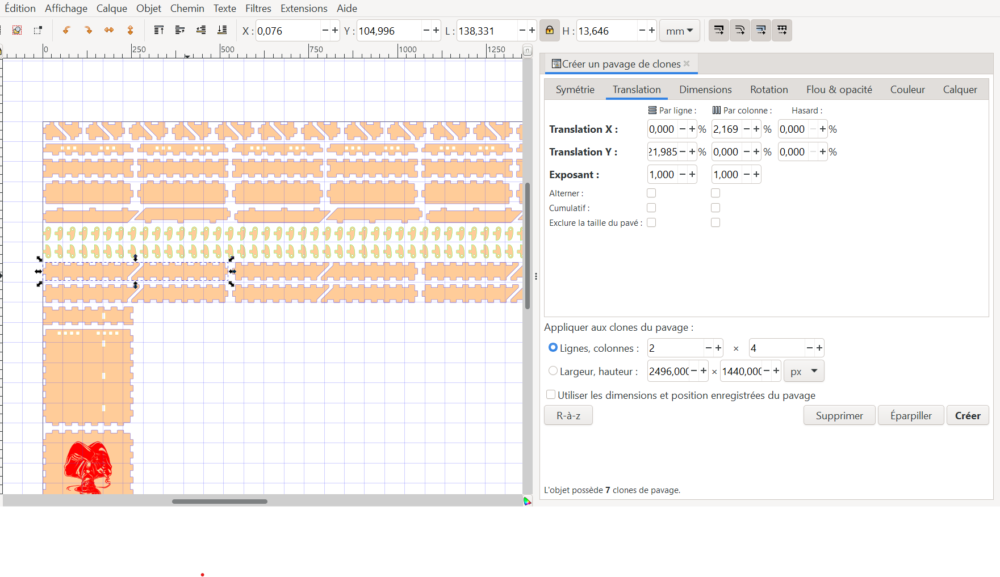 Édition Affichage Calque Objet Chemin Texte Filtres Extensions Aide
X : 0,076 Y : 104,996 L : 138,331 H : 13,646 mm
0 250 500 750 1000 1250
Créer un pavage de clones
Symétrie Translation Dimensions Rotation Flou & opacité Couleur Calquer
Par ligne : Par colonne : Hasard :
Translation X : 0,000 % 2,169 % 0,000 %
Translation Y : 21,985 % 0,000 % 0,000 %
Exposant : 1,000 1,000
Alterner :
Cumulatif :
Exclure la taille du pavé :
Appliquer aux clones du pavage :
Lignes, colonnes : 2 × 4
Largeur, hauteur : 2496,000 × 1440,000 px
Utiliser les dimensions et position enregistrées du pavage
R-à-z Supprimer Éparpiller Créer
L'objet possède 7 clones de pavage.